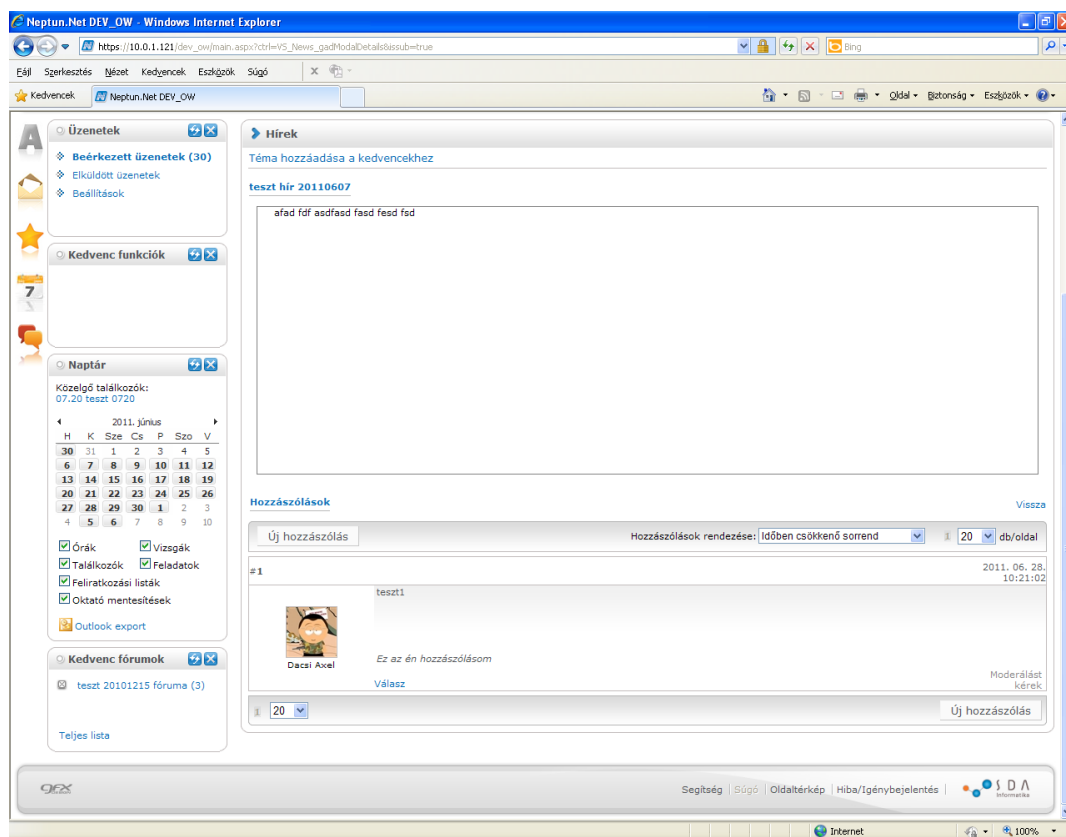 Neptun.Net DEV_OW - Windows Internet Explorer
https://10.0.1.121/dev_ow/main.aspx?ctrl=VS_News_gadModalDetails&issub=true
Bing
Fájl Szerkesztés Nézet Kedvencek Eszközök Súgó
Kedvencek Neptun.Net DEV_OW Oldal Biztonság Eszközök
Üzenetek
Beérkezett üzenetek (30)
Elküldött üzenetek
Beállítások
Kedvenc funkciók
7
Naptár
Közelgő találkozók:
07.20 teszt 0720
2011. június
H K Sze Cs P Szo V
30 31 1 2 3 4 5
6 7 8 9 10 11 12
13 14 15 16 17 18 19
20 21 22 23 24 25 26
27 28 29 30 1 2 3
4 5 6 7 8 9 10
Órák Vizsgák
Találkozók Feladatok
Feliratkozási listák
Oktató mentesítések
Outlook export
Kedvenc fórumok
teszt 20101215 fóruma (3)
Teljes lista
Hírek
Téma hozzáadása a kedvencekhez
teszt hír 20110607
afad fdf asdfasd fasd fesd fsd
Hozzászólások
Vissza
Új hozzászólás Hozzászólások rendezése: Időben csökkenő sorrend 1 20 db/oldal
#1 2011. 06. 28.
10:21:02
teszt1
Ez az én hozzászólásom
Dacsi Axel
Válasz
Moderálást
kérek
1 20 Új hozzászólás
Segítség | Súgó | Oldaltérkép | Hiba/Igénybejelentés |
SDA
Informatika
Internet 100%